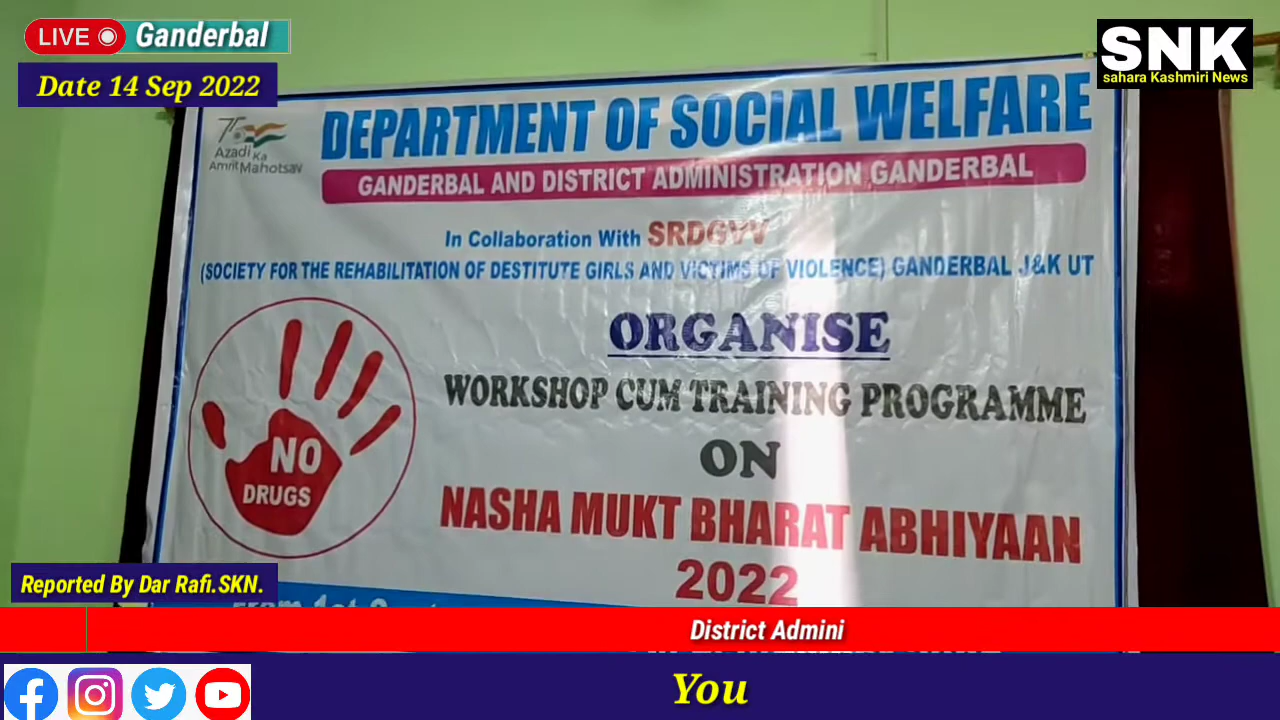 LIVE
Ganderbal
Date 14 Sep 2022
SNK
sahara Kashmiri News
75
Azadi Ka
Amrit Mahotsav
DEPARTMENT OF SOCIAL WELFARE
GANDERBAL AND DISTRICT ADMINISTRATION GANDERBAL
In Collaboration With SRDGVV
(SOCIETY FOR THE REHABILITATION OF DESTITUTE GIRLS AND VICTIMS OF VIOLENCE) GANDERBAL J&K UT
ORGANISE
WORKSHOP CUM TRAINING PROGRAMME
ON
NASHA MUKT BHARAT ABHIYAAN
2022
NO
DRUGS
Reported By Dar Rafi.SKN.
From 1st
District Admini
You